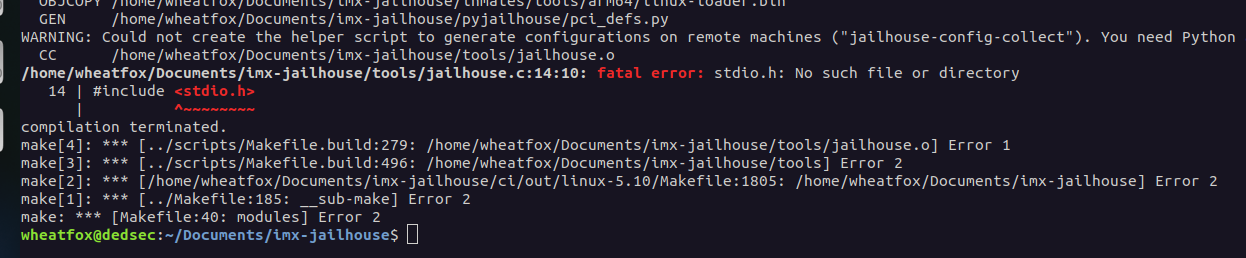 OBJCOPY /home/wheatfox/Documents/imx-jailhouse/inmates/tools/arm64/linux-loader.bin
GEN     /home/wheatfox/Documents/imx-jailhouse/pyjailhouse/pci_defs.py
WARNING: Could not create the helper script to generate configurations on remote machines ("jailhouse-config-collect"). You need Python
CC      /home/wheatfox/Documents/imx-jailhouse/tools/jailhouse.o
/home/wheatfox/Documents/imx-jailhouse/tools/jailhouse.c:14:10: fatal error: stdio.h: No such file or directory
14 | #include <stdio.h>
|          ^~~~~~~~~
compilation terminated.
make[4]: *** [../scripts/Makefile.build:279: /home/wheatfox/Documents/imx-jailhouse/tools/jailhouse.o] Error 1
make[3]: *** [../scripts/Makefile.build:496: /home/wheatfox/Documents/imx-jailhouse/tools] Error 2
make[2]: *** [/home/wheatfox/Documents/imx-jailhouse/ci/out/linux-5.10/Makefile:1805: /home/wheatfox/Documents/imx-jailhouse] Error 2
make[1]: *** [../Makefile:185: __sub-make] Error 2
make: *** [Makefile:40: modules] Error 2
wheatfox@dedsec:~/Documents/imx-jailhouse$